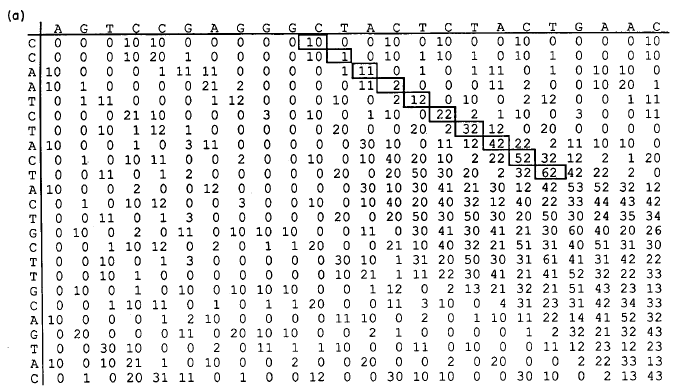 (a)
A G T C C G A G G G C T A C T C T A C T G A A C
C 0 0 0 10 10 0 0 0 0 0 10 0 0 10 0 10 0 0 10 0 0 0 0 10
C 0 0 0 10 20 1 0 0 0 0 10 1 0 10 1 10 1 0 10 1 0 0 0 10
A 10 0 0 0 1 11 11 0 0 0 0 1 11 0 1 0 1 11 0 1 0 10 10 0
A 10 1 0 0 0 0 21 2 0 0 0 0 11 2 0 0 0 11 2 0 0 10 20 1
T 0 1 11 0 0 0 1 12 0 0 0 10 0 2 12 0 10 0 2 12 0 0 1 11
C 0 0 0 21 10 0 0 0 3 0 10 0 1 10 0 22 2 1 10 0 3 0 0 11
T 0 0 10 1 12 1 0 0 0 0 0 20 0 0 20 2 32 12 0 20 0 0 0 0
A 10 0 0 1 0 3 11 0 0 0 0 0 30 10 0 11 12 42 22 2 11 10 10 0
C 0 1 0 10 11 0 0 2 0 0 10 0 10 40 20 10 2 22 52 32 12 2 1 20
T 0 0 11 0 1 2 0 0 0 0 0 20 0 20 50 30 20 2 32 62 42 22 2 0
A 10 0 0 2 0 0 12 0 0 0 0 0 30 10 30 41 21 30 12 42 53 52 32 12
C 0 1 0 10 12 0 0 3 0 0 10 0 10 40 20 40 32 12 40 22 33 44 43 42
T 0 0 11 0 1 3 0 0 0 0 0 20 0 20 50 30 50 30 20 50 30 24 35 34
G 0 10 0 2 0 11 0 10 10 10 0 0 11 0 30 41 30 41 21 30 60 40 20 26
C 0 0 1 10 12 0 2 0 1 1 20 0 0 21 10 40 32 21 51 31 40 51 31 30
T 0 0 10 0 1 3 0 0 0 0 0 30 10 1 31 20 50 30 31 61 41 31 42 22
T 0 0 10 1 0 0 0 0 0 0 0 10 21 1 11 22 30 41 21 41 52 32 22 33
G 0 10 0 1 0 10 0 10 10 10 0 0 1 12 0 2 13 21 32 21 51 43 23 13
C 0 0 1 10 11 0 1 0 1 1 20 0 0 11 3 10 0 4 31 23 31 42 34 33
A 10 0 0 0 1 2 10 0 0 0 0 11 10 0 2 0 1 10 11 22 14 41 52 32
G 0 20 0 0 0 11 0 20 10 10 0 0 2 1 0 0 0 0 1 2 32 21 32 43
T 0 0 30 10 0 0 2 0 11 1 1 10 0 0 11 0 10 0 0 11 12 23 12 23
A 10 0 10 21 1 0 10 0 0 2 0 0 20 0 0 2 0 20 0 0 2 22 33 13
C 0 1 0 20 31 11 0 1 0 0 12 0 0 30 10 10 0 0 30 10 0 2 13 43